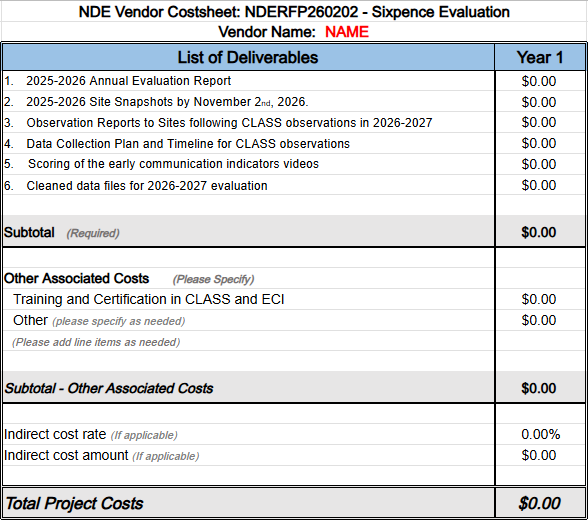 NDE Vendor Costsheet: NDERFP260202 - Sixpence Evaluation
Vendor Name: NAME
List of Deliverables Year 1
1. 2025-2026 Annual Evaluation Report $0.00
2. 2025-2026 Site Snapshots by November 2nd, 2026. $0.00
3. Observation Reports to Sites following CLASS observations in 2026-2027 $0.00
4. Data Collection Plan and Timeline for CLASS observations $0.00
5. Scoring of the early communication indicators videos $0.00
6. Cleaned data files for 2026-2027 evaluation $0.00
Subtotal (Required) $0.00
Other Associated Costs (Please Specify)
Training and Certification in CLASS and ECI $0.00
Other (please specify as needed) $0.00
(Please add line items as needed)
Subtotal - Other Associated Costs $0.00
Indirect cost rate (If applicable) 0.00%
Indirect cost amount (If applicable) $0.00
Total Project Costs $0.00